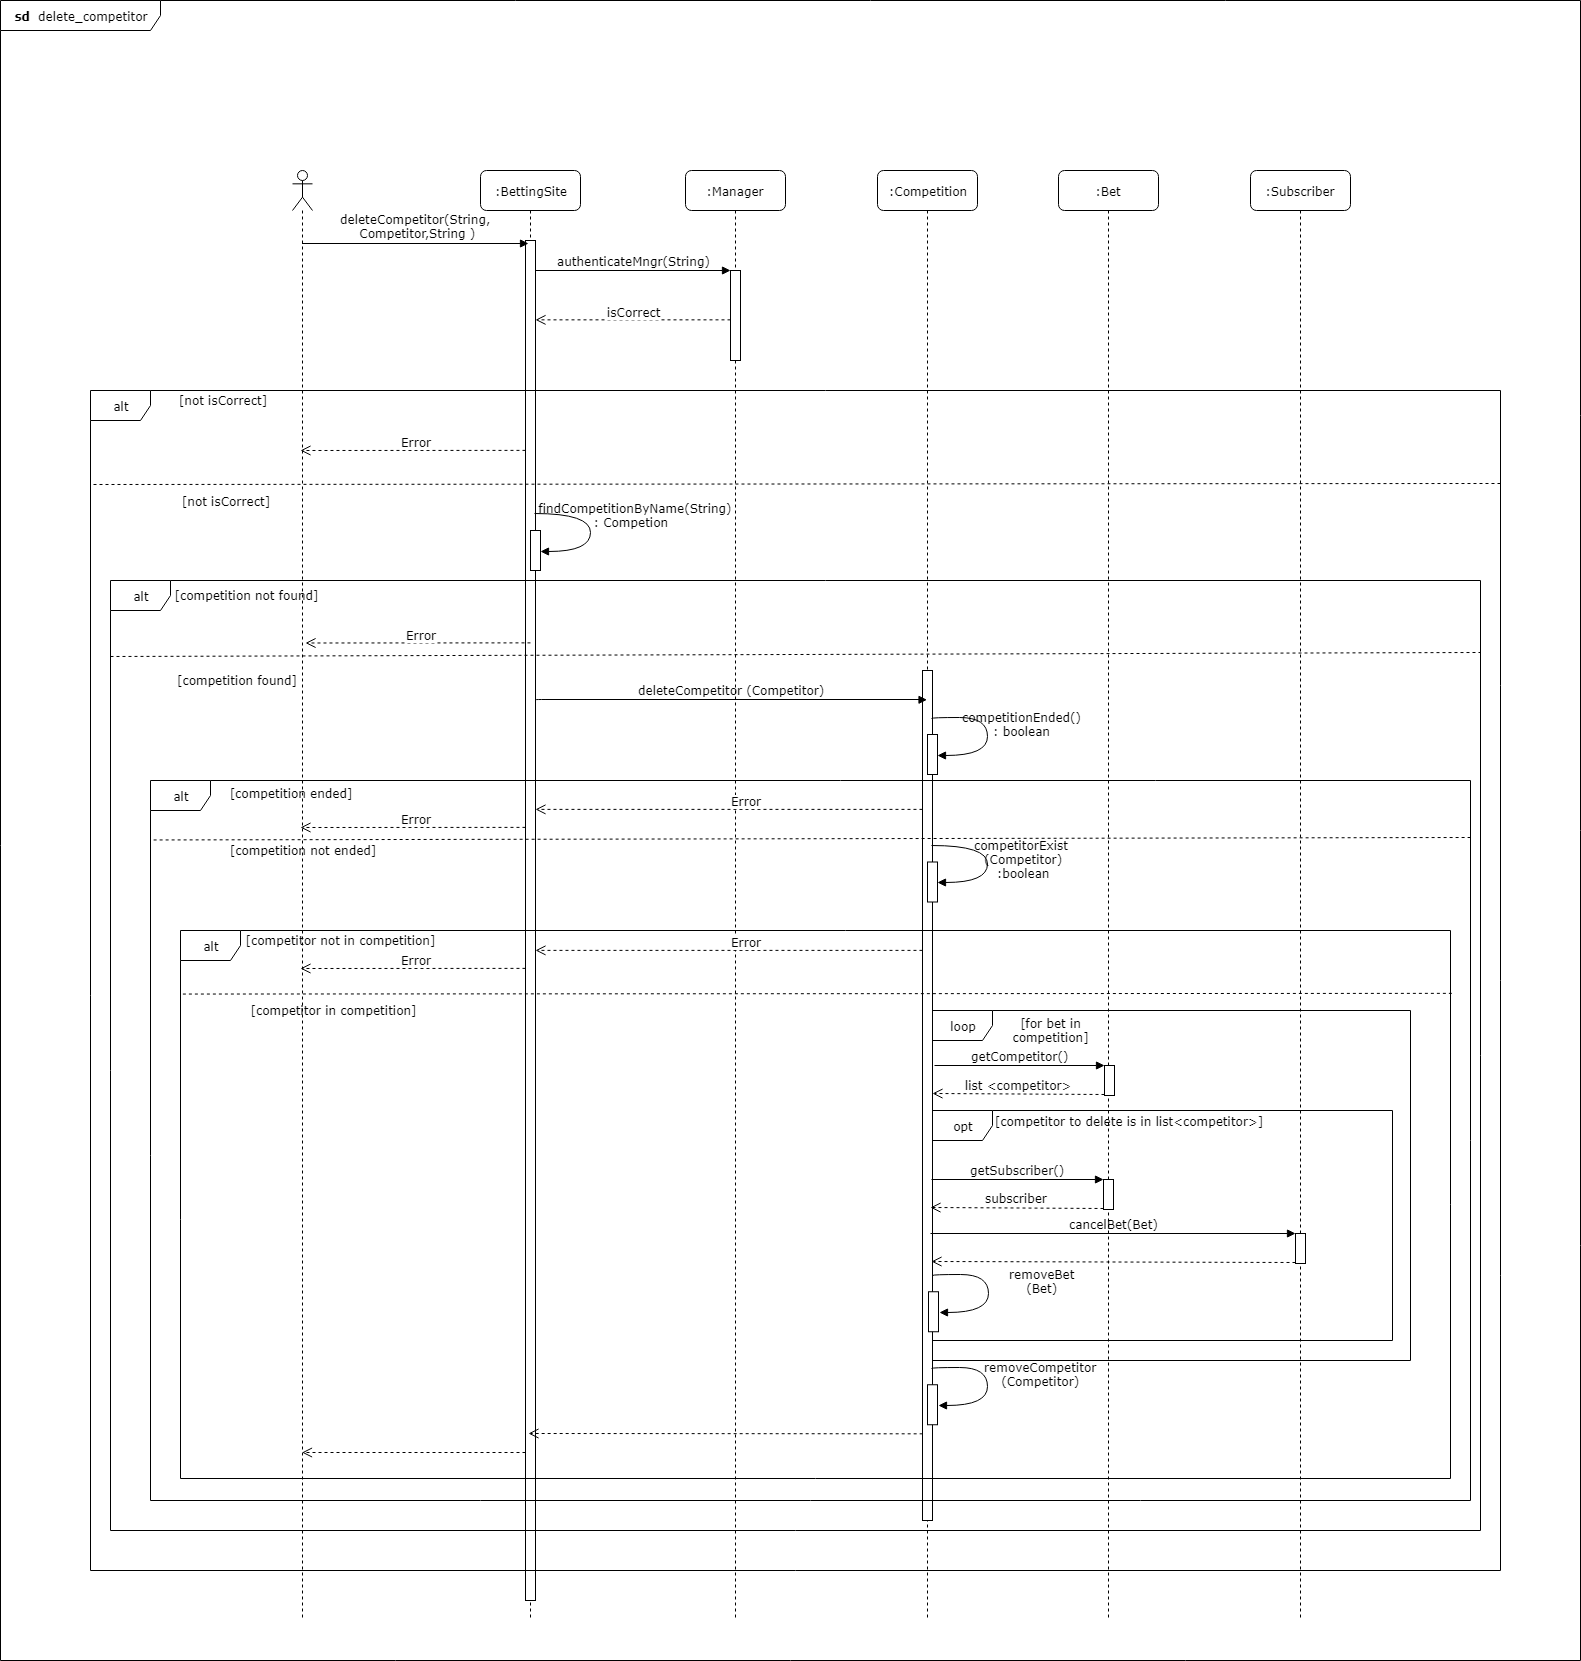 sd delete_competitor
:BettingSite
:Manager
:Competition
:Bet
:Subscriber
deleteCompetitor(String,
Competitor,String )
authenticateMngr(String)
isCorrect
alt
[not isCorrect]
Error
[not isCorrect]
findCompetitionByName(String)
: Competion
alt
[competition not found]
Error
[competition found]
deleteCompetitor (Competitor)
competitionEnded()
: boolean
alt
[competition ended]
Error
Error
[competition not ended]
competitorExist
(Competitor)
:boolean
alt
[competitor not in competition]
Error
Error
[competitor in competition]
loop
[for bet in
competition]
getCompetitor()
list <competitor>
opt
[competitor to delete is in list<competitor>]
getSubscriber()
subscriber
cancelBet(Bet)
removeBet
(Bet)
removeCompetitor
(Competitor)